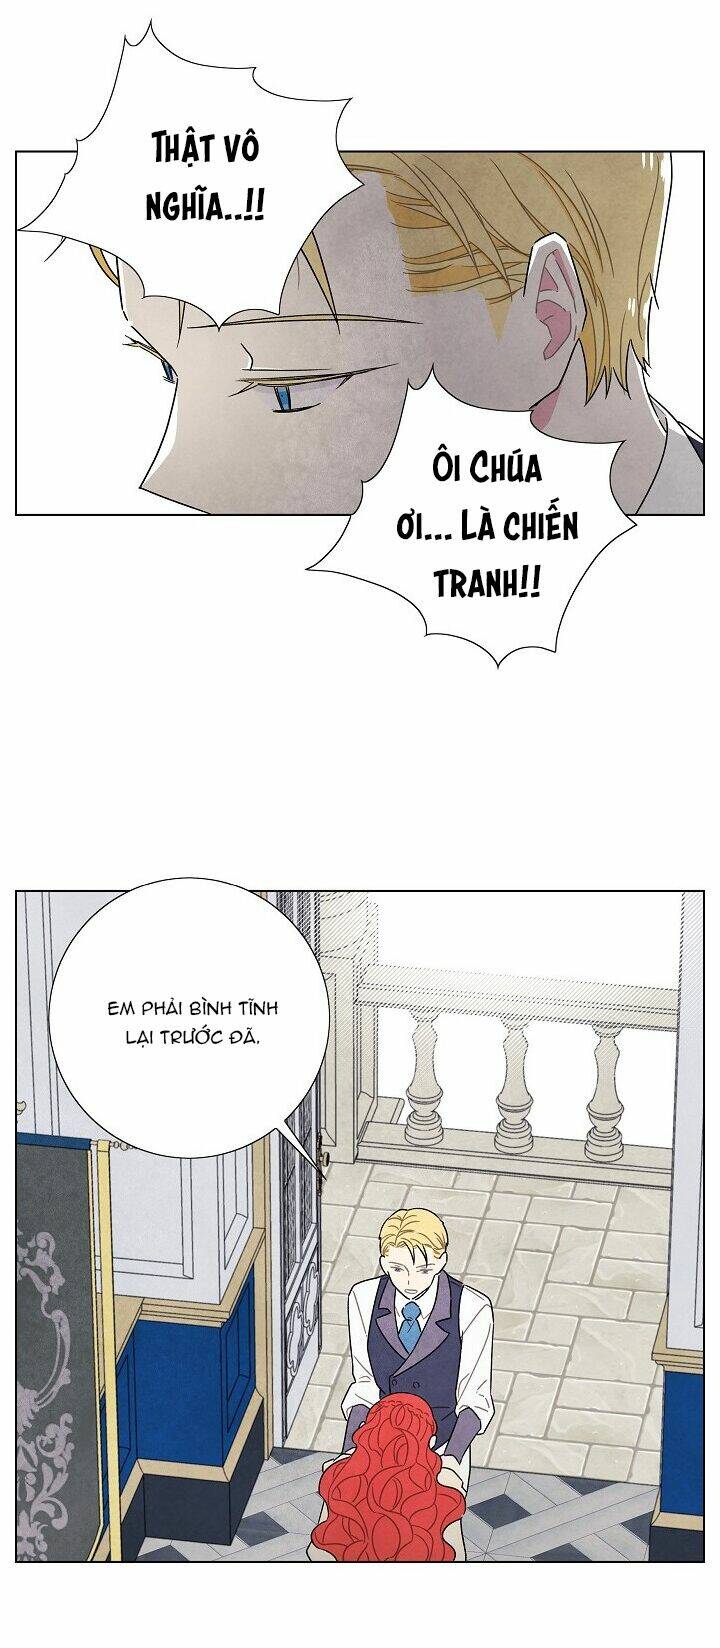 THẬT VÔ
NGHĨA..!!
ÔI CHÚA
ƠI... LÀ CHIẾN
TRANH!!
EM PHẢI BÌNH TĨNH
LẠI TRƯỚC ĐÃ.